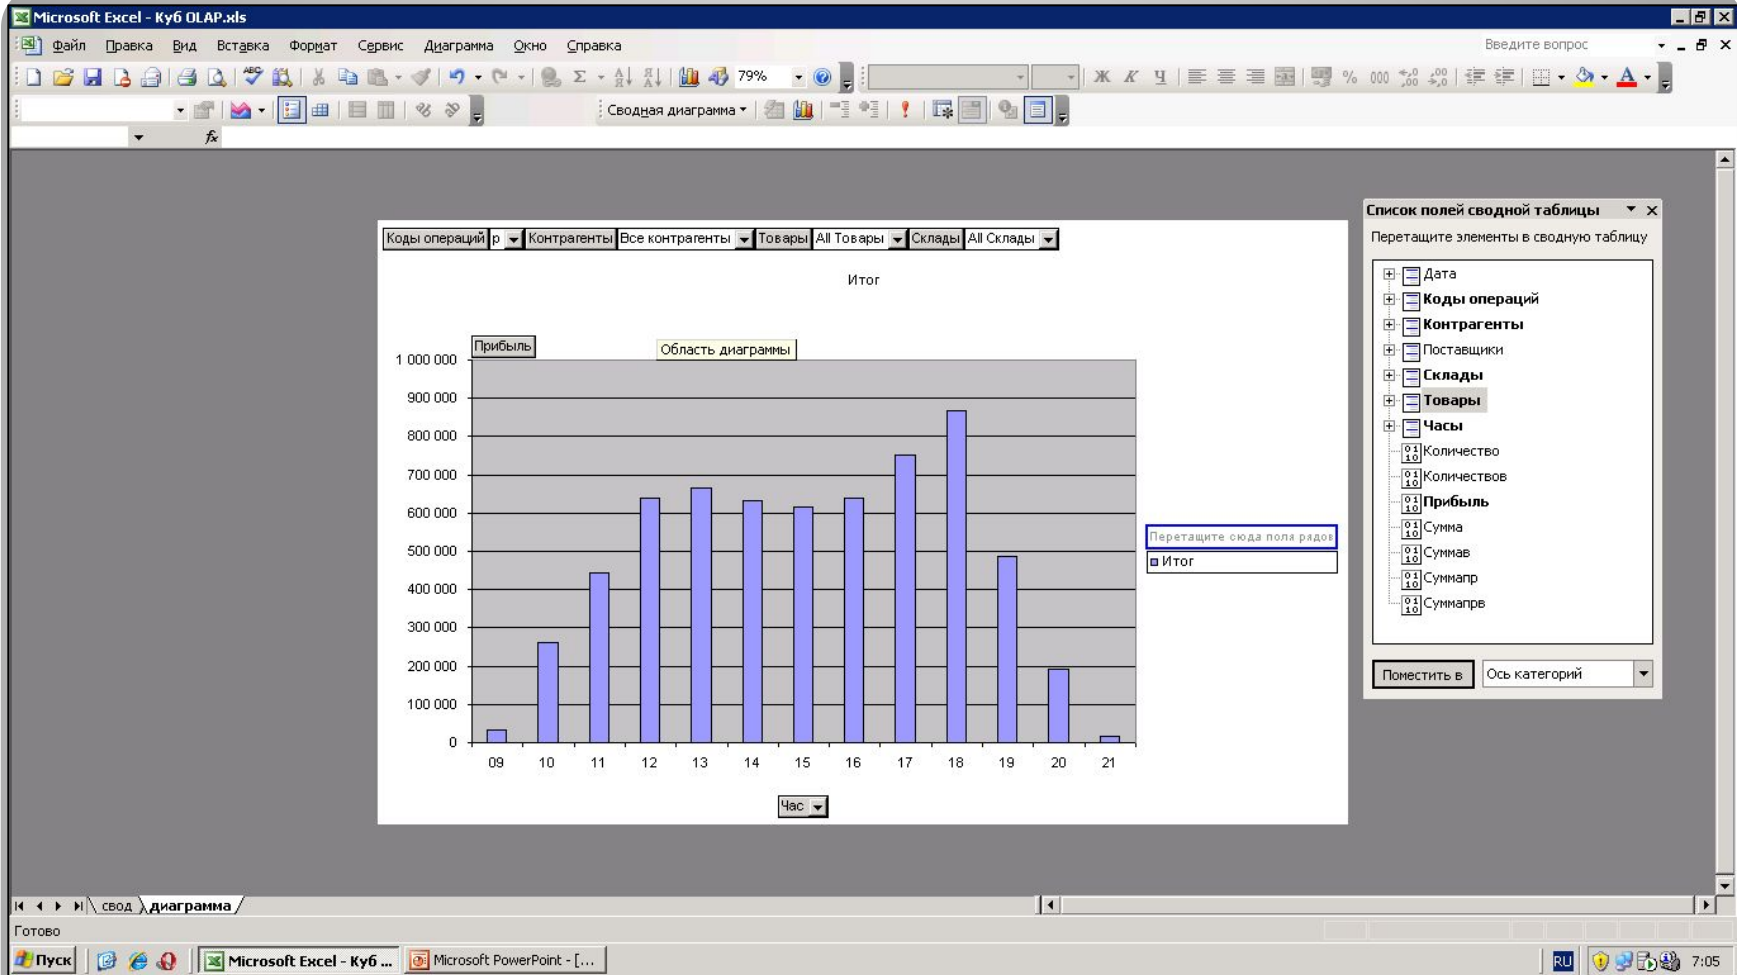 Microsoft Excel - Куб OLAP.xls
Файл Правка Вид Вставка Формат Сервис Диаграмма Окно Справка
Введите вопрос
79%
Ж К Ч
% 000
Сводная диаграмма
fx
Коды операций р Контрагенты Все контрагенты Товары All Товары Склады All Склады
Итог
Прибыль
Область диаграммы
1 000 000
900 000
800 000
700 000
600 000
500 000
400 000
300 000
200 000
100 000
0
09 10 11 12 13 14 15 16 17 18 19 20 21
Час
Перетащите сюда поля рядов
Итог
Список полей сводной таблицы
Перетащите элементы в сводную таблицу
Дата
Коды операций
Контрагенты
Поставщики
Склады
Товары
Часы
Количество
Количествов
Прибыль
Сумма
Суммав
Суммапр
Суммапрв
Поместить в Ось категорий
свод диаграмма
Готово
Пуск Microsoft Excel - Куб ... Microsoft PowerPoint - [... RU 7:05